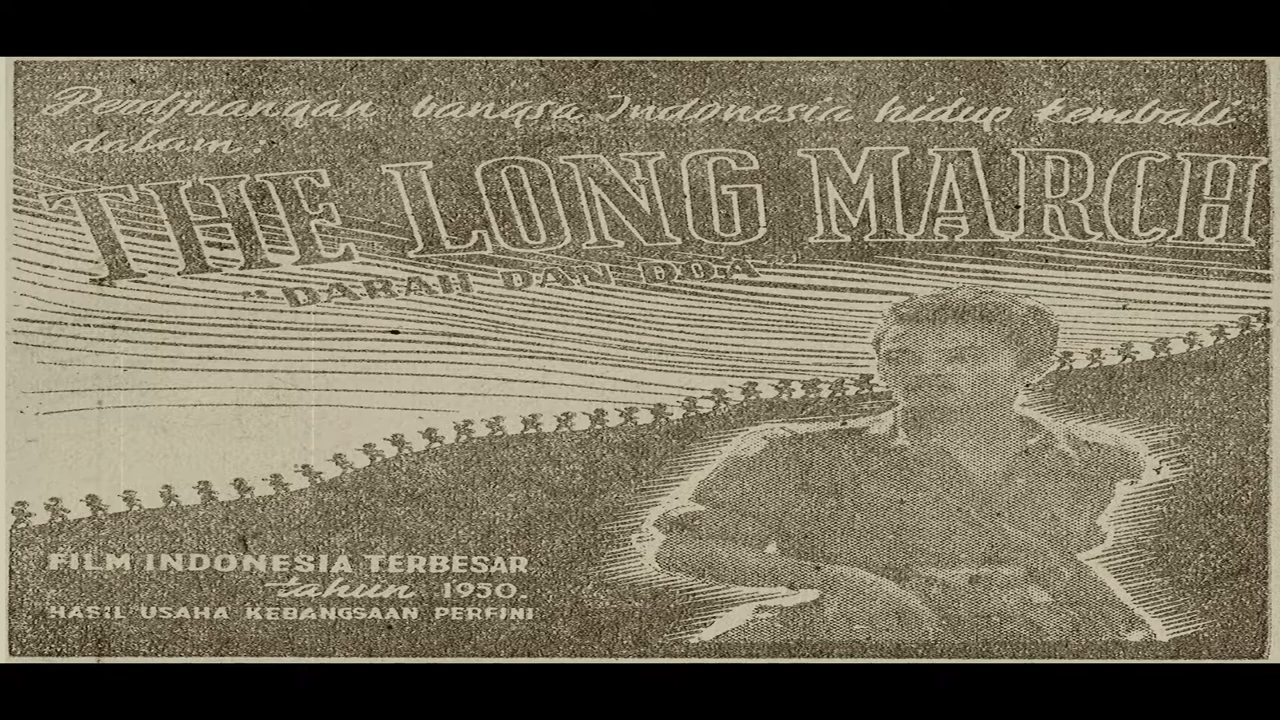 Perdjuangan bangsa Indonesia hidup kembali
dalam:
THE LONG MARCH
"DARAH DAN DOA"
FILM INDONESIA TERBESAR
tahun 1950.
HASIL USAHA KEBANGSAAN PERFINI